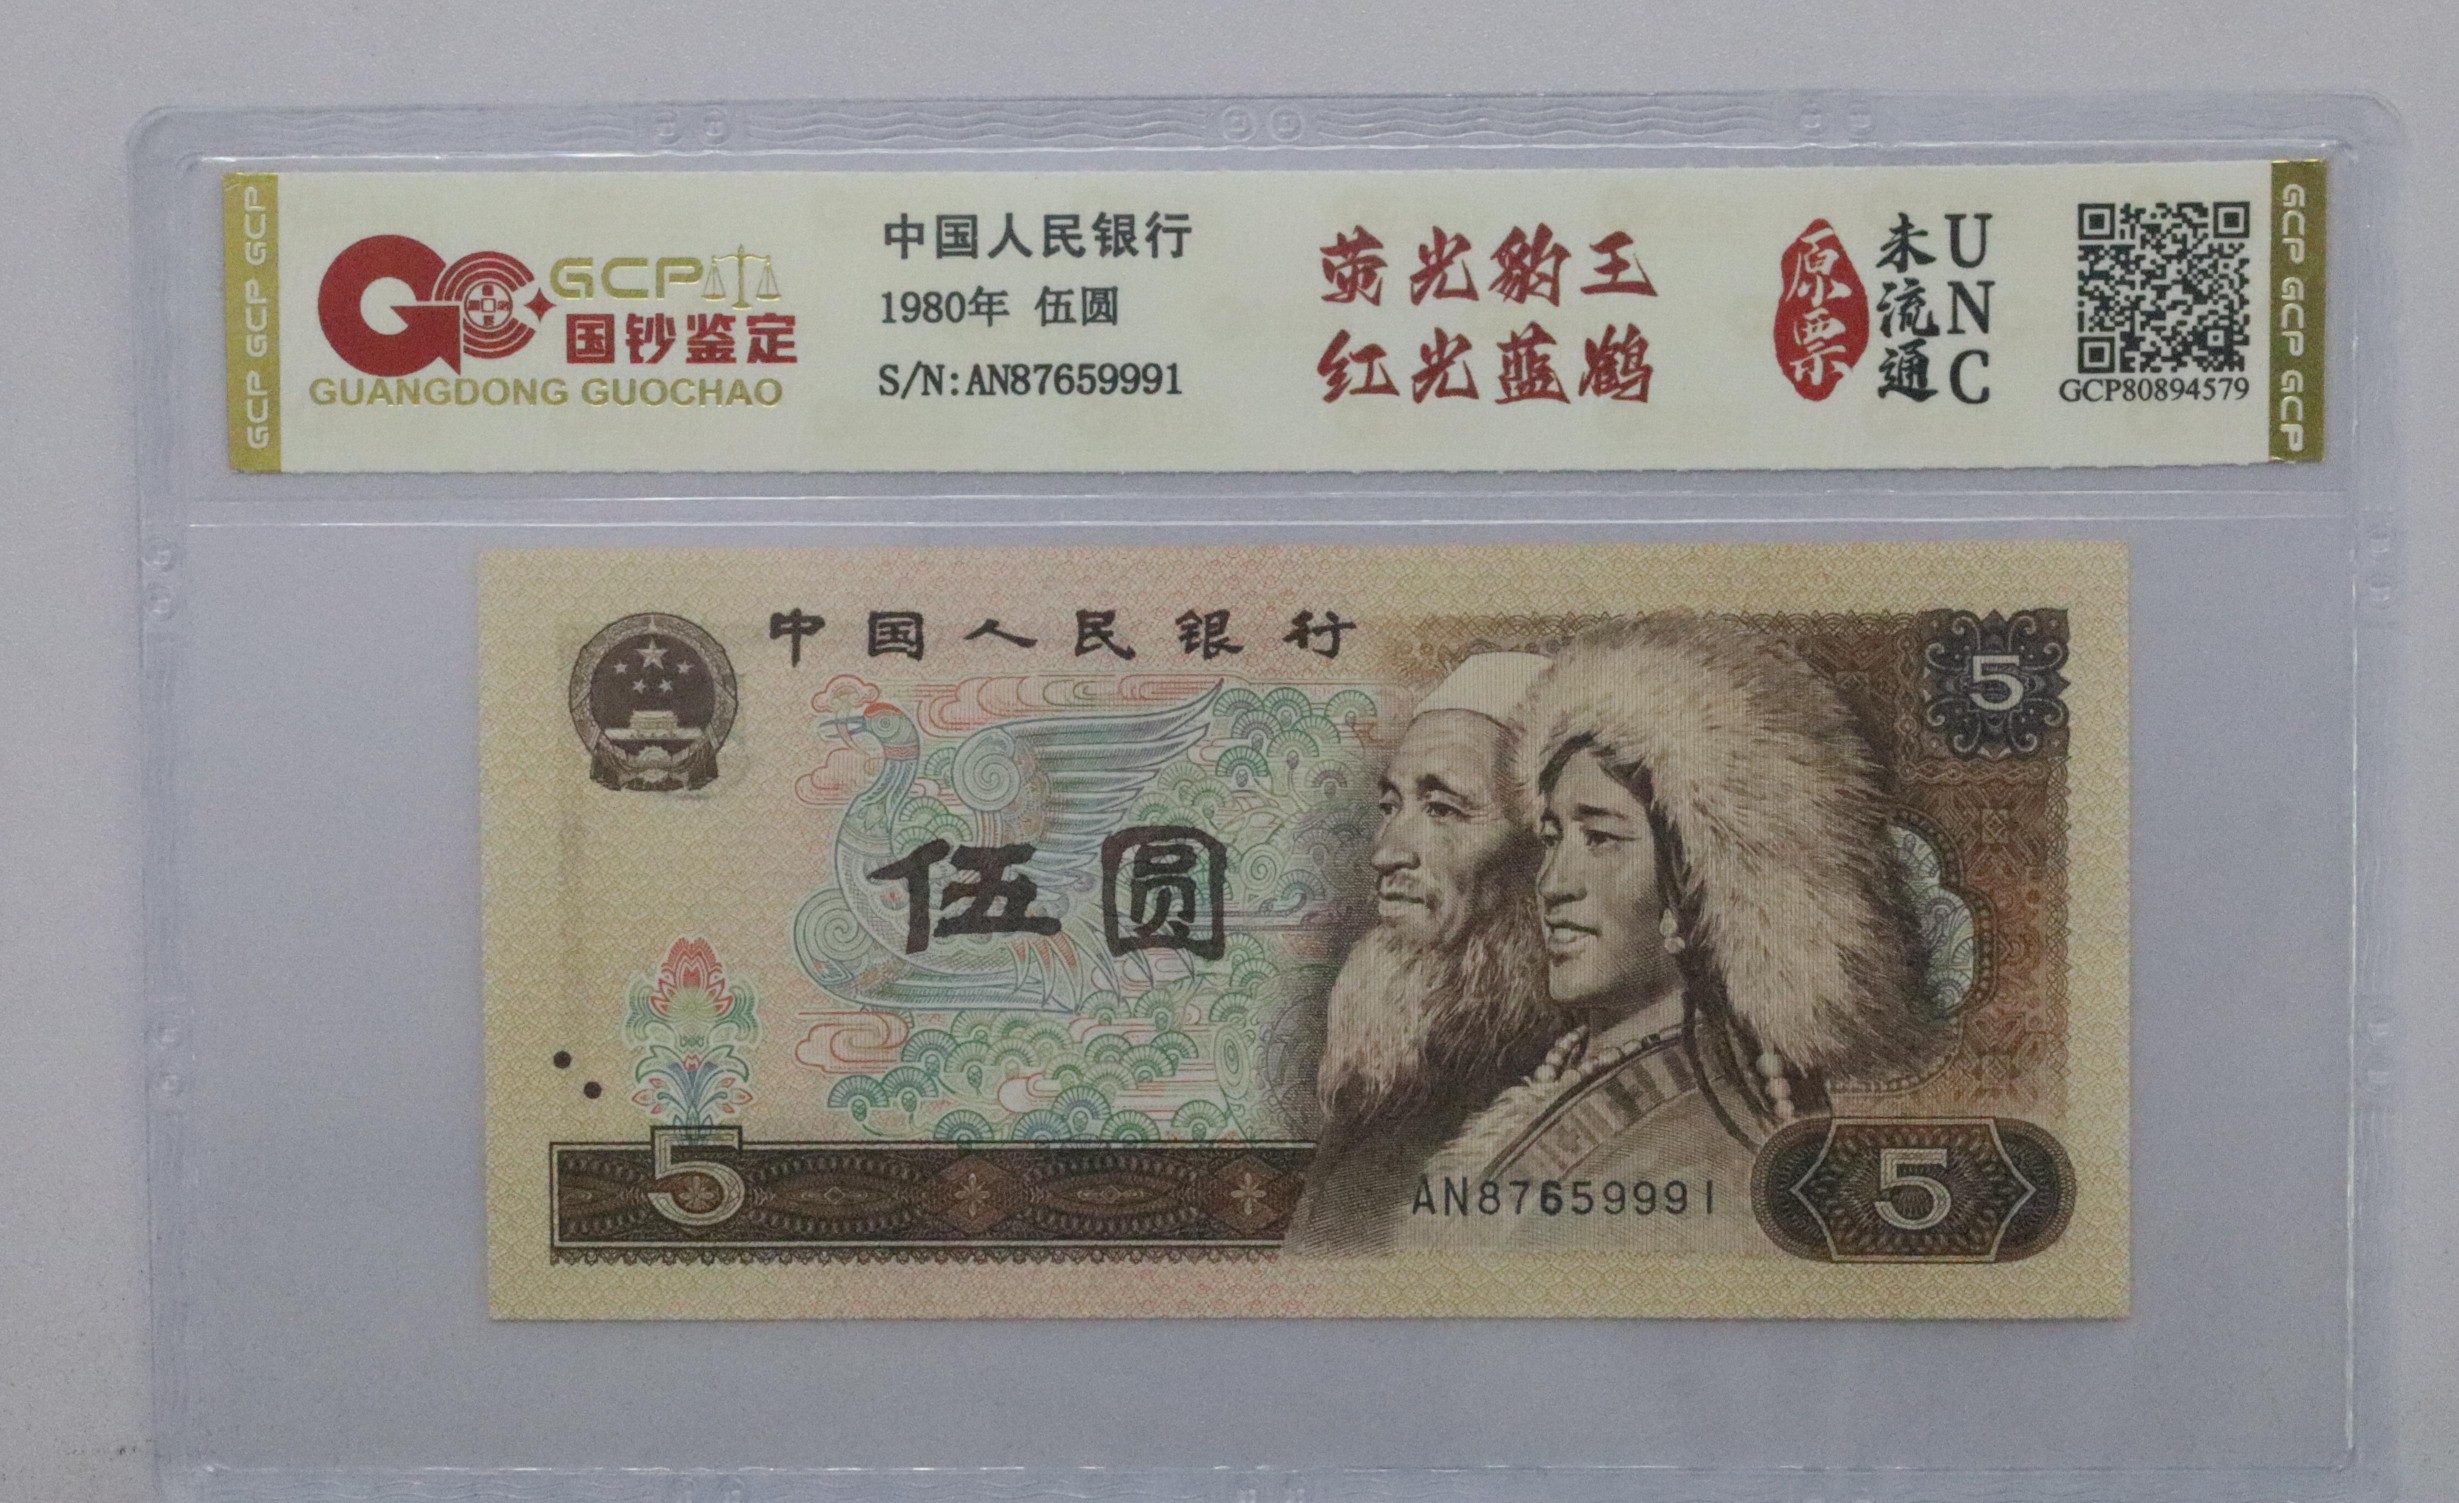 GCP GCP GCP
GCP
国钞鉴定
GUANGDONG GUOCHAO
中国人民银行
1980年 伍圆
S/N:AN87659991
荧光豹王
红光蓝鹤
原票
未流通
UNC
GCP80894579
GCP GCP GCP
中国人民银行
5
伍圆
5
AN87659991
5